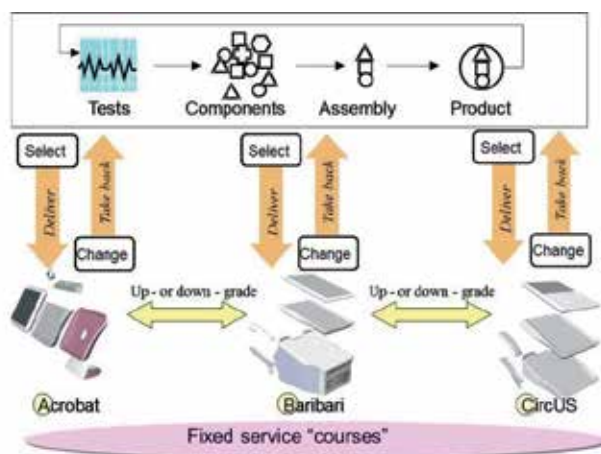 Tests Components Assembly Product
Select Select Select
Deliver Take back Deliver Take back Deliver Take back
Change Change Change
Up - or down - grade Up - or down - grade
Acrobat Baribari CircUS
Fixed service "courses"